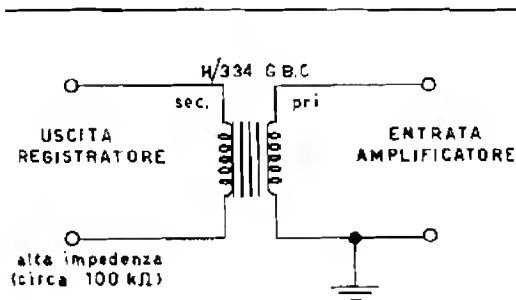 H/334 G.B.C
sec. pri
USCITA
REGISTRATORE
ENTRATA
AMPLIFICATORE
alta impedenza
(circa 100 kΩ)